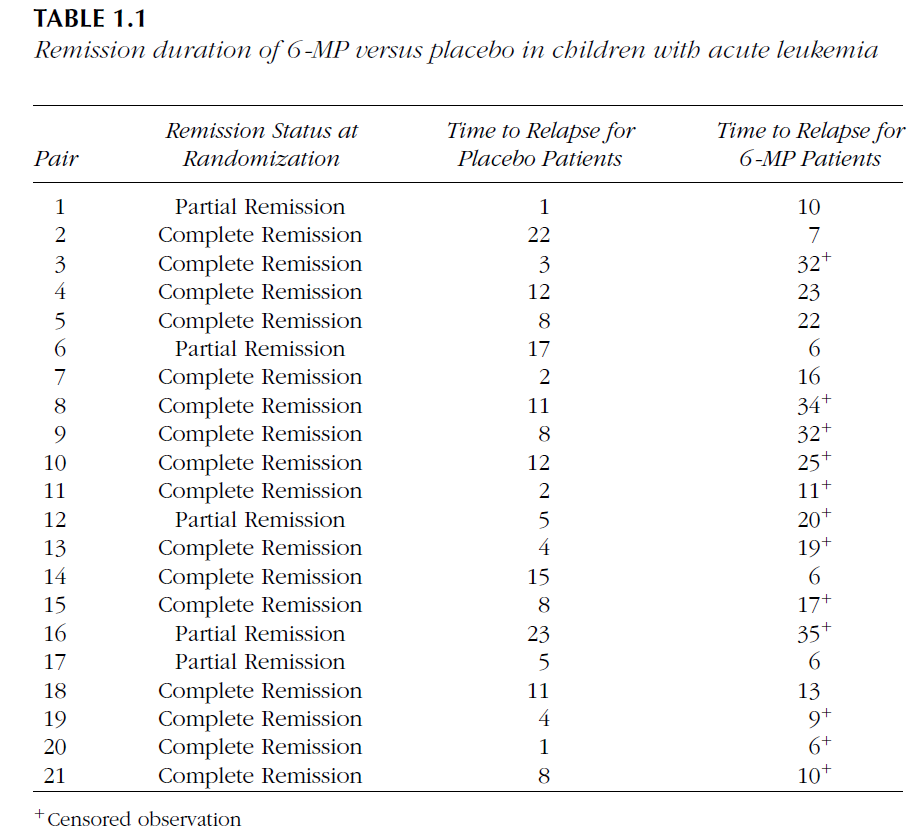 TABLE 1.1
Remission duration of 6-MP versus placebo in children with acute leukemia
Remission Status at Time to Relapse for Time to Relapse for
Pair Randomization Placebo Patients 6-MP Patients
1 Partial Remission 1 10
2 Complete Remission 22 7
3 Complete Remission 3 32+
4 Complete Remission 12 23
5 Complete Remission 8 22
6 Partial Remission 17 6
7 Complete Remission 2 16
8 Complete Remission 11 34+
9 Complete Remission 8 32+
10 Complete Remission 12 25+
11 Complete Remission 2 11+
12 Partial Remission 5 20+
13 Complete Remission 4 19+
14 Complete Remission 15 6
15 Complete Remission 8 17+
16 Partial Remission 23 35+
17 Partial Remission 5 6
18 Complete Remission 11 13
19 Complete Remission 4 9+
20 Complete Remission 1 6+
21 Complete Remission 8 10+
+Censored observation